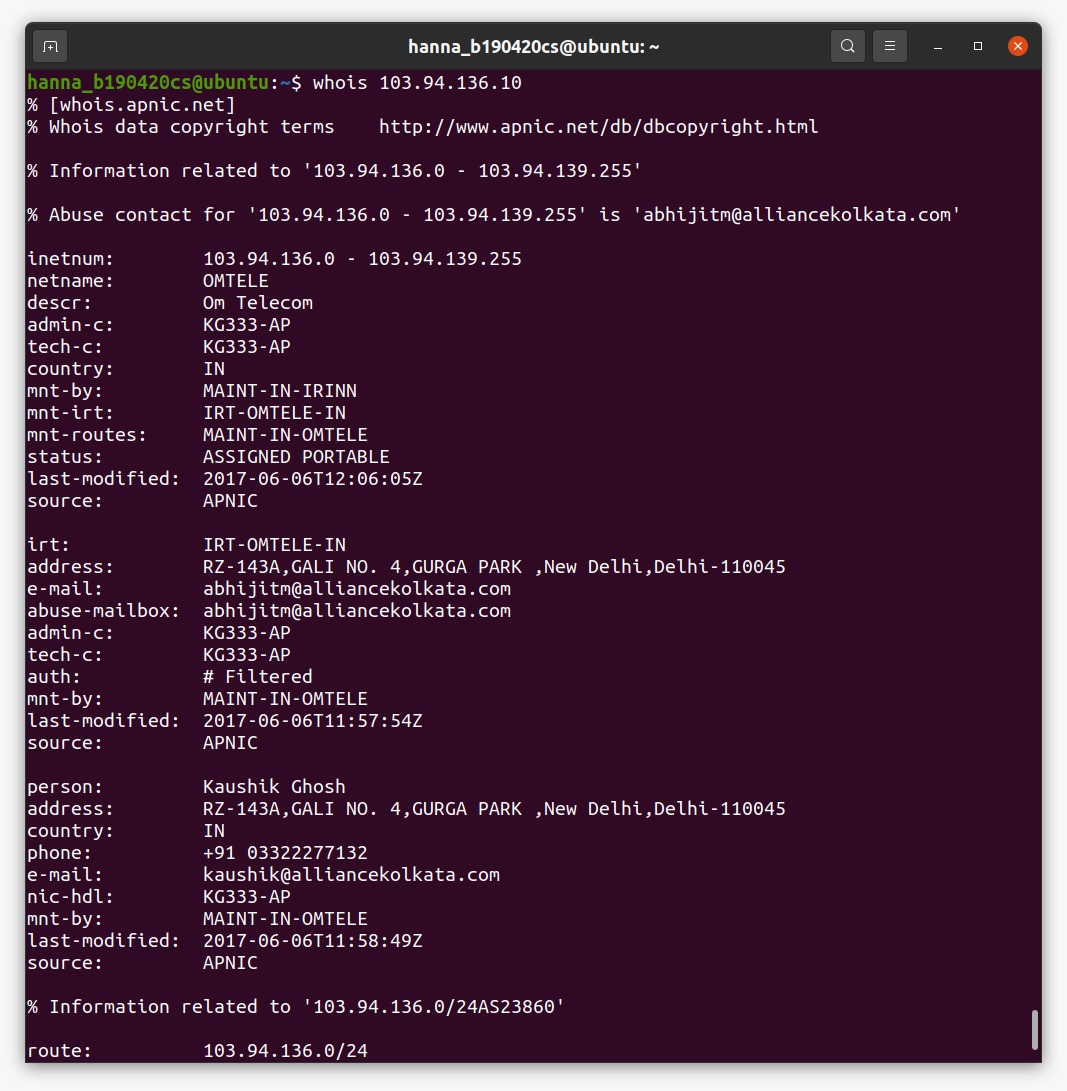 hanna_b190420cs@ubuntu: ~
hanna_b190420cs@ubuntu:~$ whois 103.94.136.10
% [whois.apnic.net]
% Whois data copyright terms    http://www.apnic.net/db/dbcopyright.html

% Information related to '103.94.136.0 - 103.94.139.255'

% Abuse contact for '103.94.136.0 - 103.94.139.255' is 'abhijitm@alliancekolkata.com'

inetnum:        103.94.136.0 - 103.94.139.255
netname:        OMTELE
descr:          Om Telecom
admin-c:        KG333-AP
tech-c:         KG333-AP
country:        IN
mnt-by:         MAINT-IN-IRINN
mnt-irt:        IRT-OMTELE-IN
mnt-routes:     MAINT-IN-OMTELE
status:         ASSIGNED PORTABLE
last-modified:  2017-06-06T12:06:05Z
source:         APNIC

irt:            IRT-OMTELE-IN
address:        RZ-143A,GALI NO. 4,GURGA PARK ,New Delhi,Delhi-110045
e-mail:         abhijitm@alliancekolkata.com
abuse-mailbox:  abhijitm@alliancekolkata.com
admin-c:        KG333-AP
tech-c:         KG333-AP
auth:           # Filtered
mnt-by:         MAINT-IN-OMTELE
last-modified:  2017-06-06T11:57:54Z
source:         APNIC

person:         Kaushik Ghosh
address:        RZ-143A,GALI NO. 4,GURGA PARK ,New Delhi,Delhi-110045
country:        IN
phone:          +91 03322277132
e-mail:         kaushik@alliancekolkata.com
nic-hdl:        KG333-AP
mnt-by:         MAINT-IN-OMTELE
last-modified:  2017-06-06T11:58:49Z
source:         APNIC

% Information related to '103.94.136.0/24AS23860'

route:          103.94.136.0/24